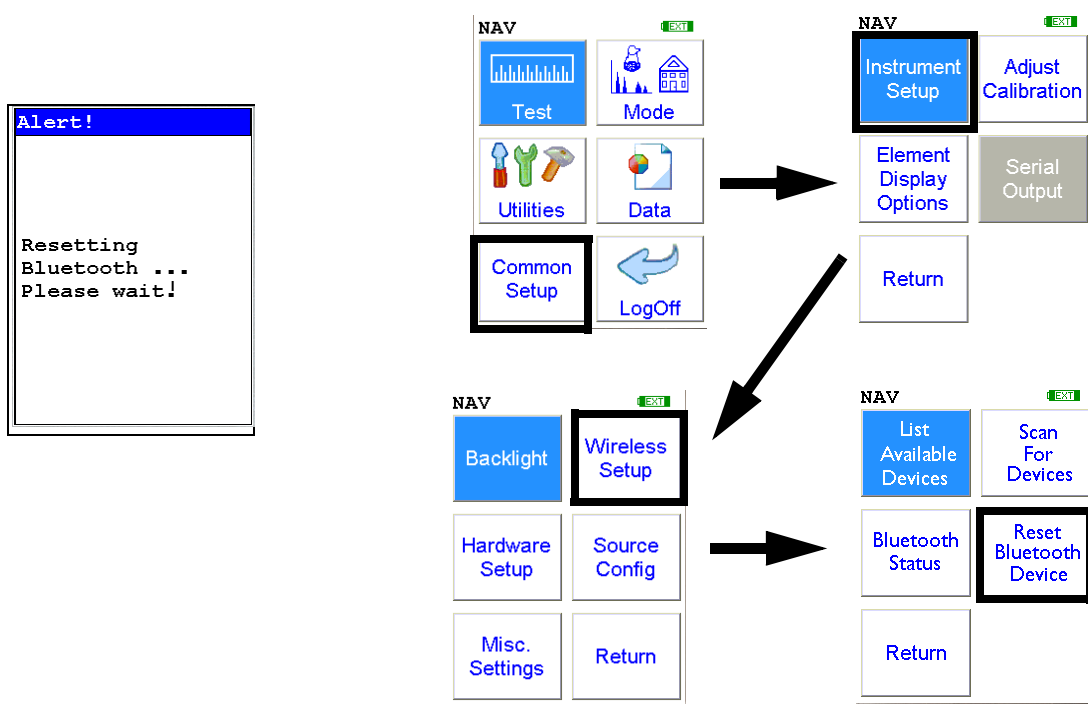 Alert!
Resetting
Bluetooth ...
Please wait!
NAV
EXT
Test
Mode
Utilities
Data
Common
Setup
LogOff
NAV
EXT
Instrument
Setup
Adjust
Calibration
Element
Display
Options
Serial
Output
Return
NAV
EXT
Backlight
Wireless
Setup
Hardware
Setup
Source
Config
Misc.
Settings
Return
NAV
EXT
List
Available
Devices
Scan
For
Devices
Bluetooth
Status
Reset
Bluetooth
Device
Return